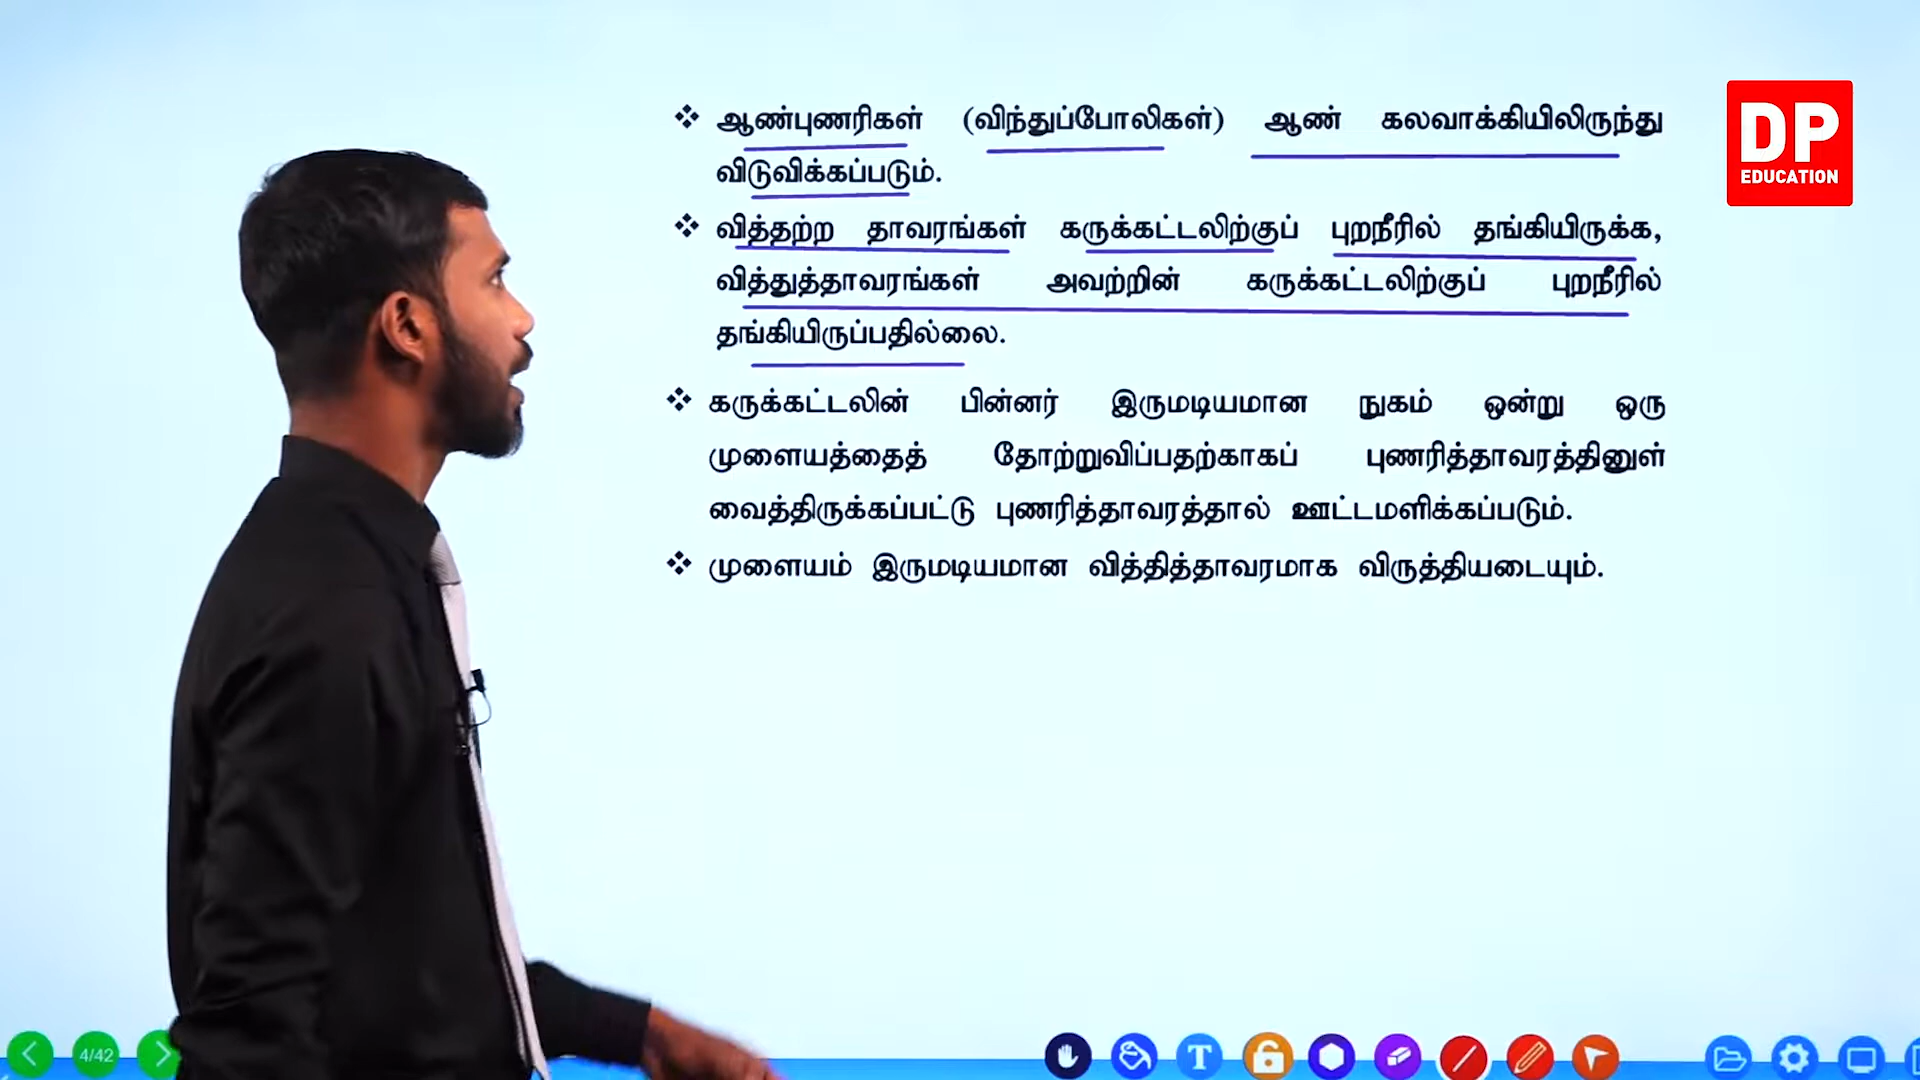 ❖ ஆண்புணரிகள் (விந்துப்போலிகள்) ஆண் கலவாக்கியிலிருந்து
விடுவிக்கப்படும்.
❖ வித்தற்ற தாவரங்கள் கருக்கட்டலிற்குப் புறநீரில் தங்கியிருக்க,
வித்துத்தாவரங்கள் அவற்றின் கருக்கட்டலிற்குப் புறநீரில்
தங்கியிருப்பதில்லை.
❖ கருக்கட்டலின் பின்னர் இருமடியமான நுகம் ஒன்று ஒரு
முளையத்தைத் தோற்றுவிப்பதற்காகப் புணரித்தாவரத்தினுள்
வைத்திருக்கப்பட்டு புணரித்தாவரத்தால் ஊட்டமளிக்கப்படும்.
❖ முளையம் இருமடியமான வித்தித்தாவரமாக விருத்தியடையும்.
DP
EDUCATION
4/42
T